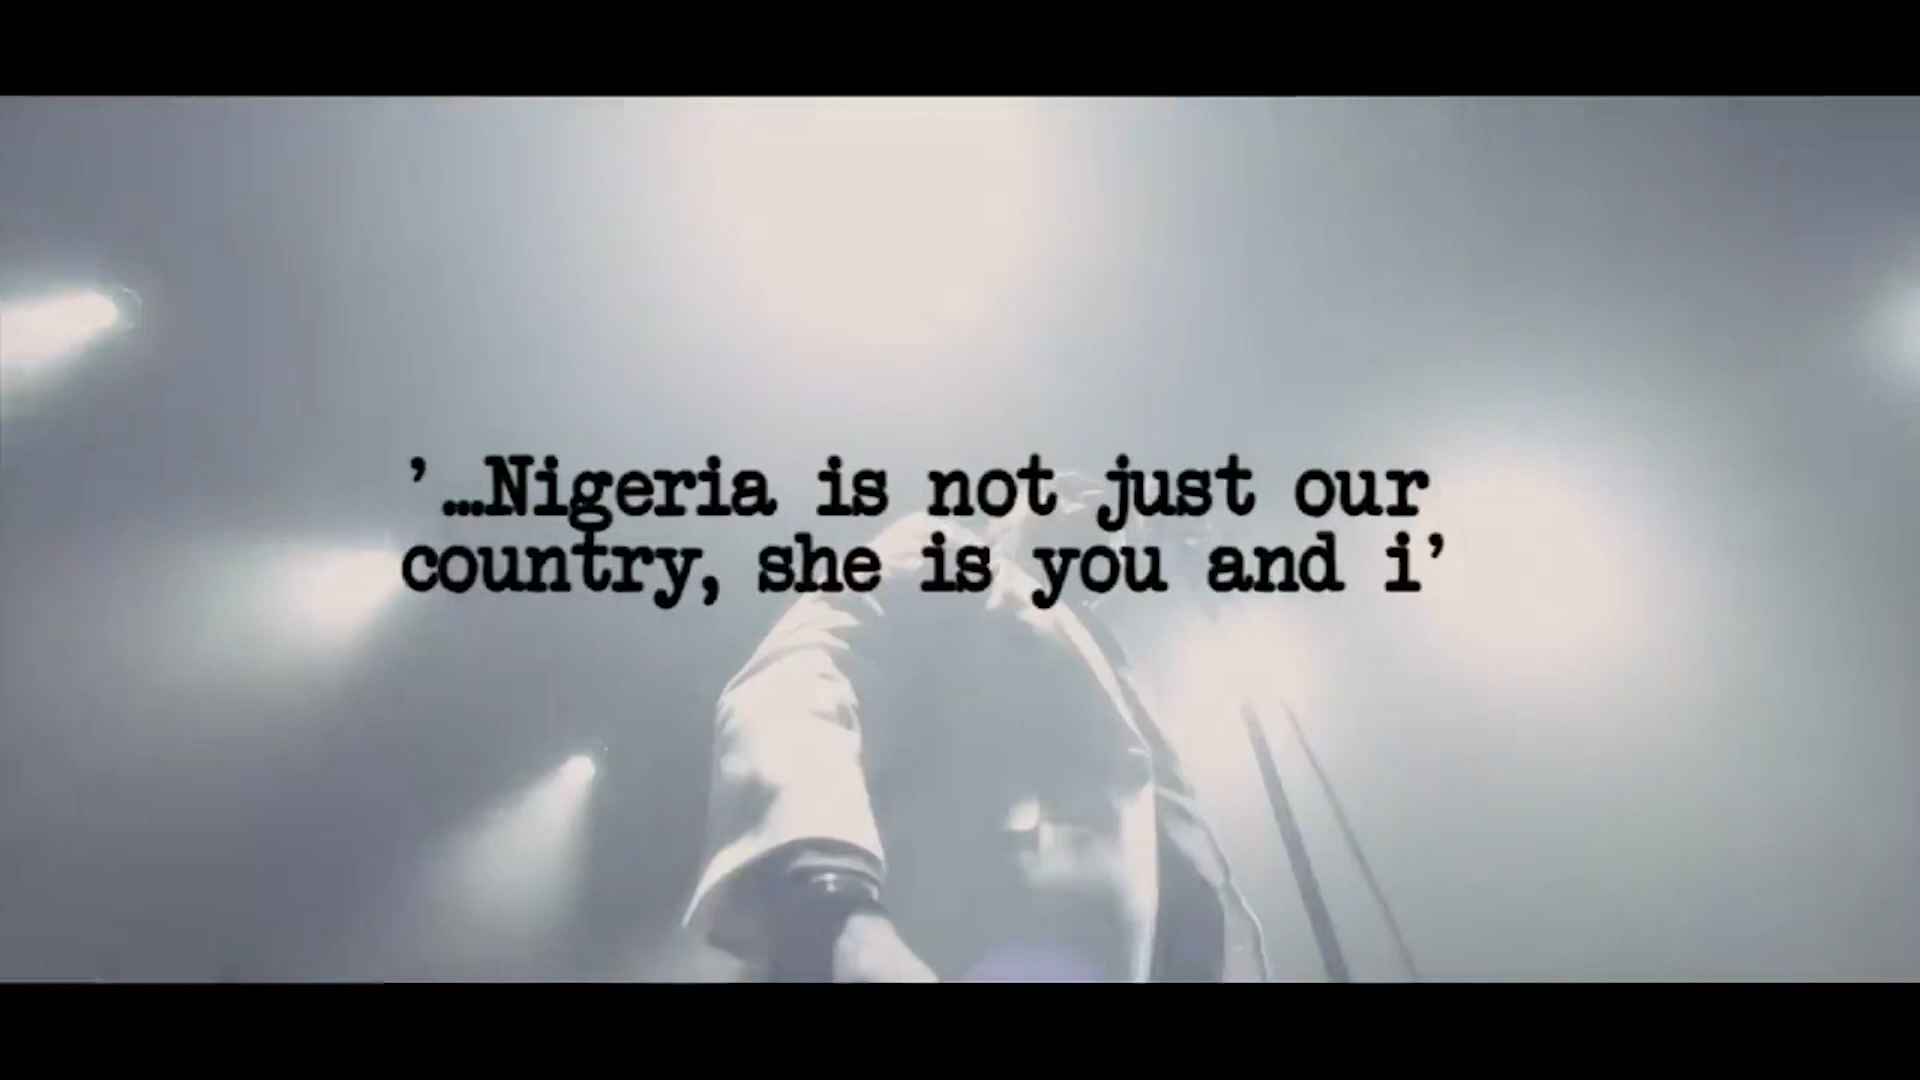 ’…Nigeria is not just our
country, she is you and i’